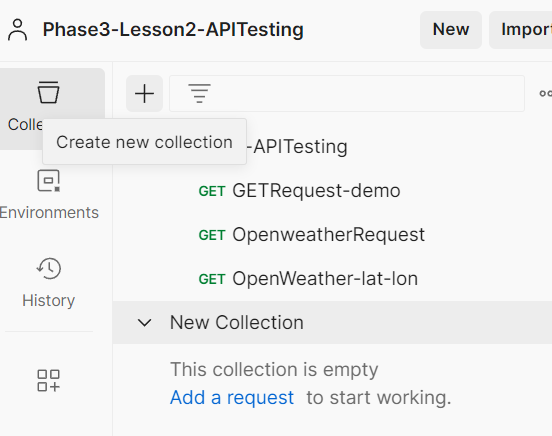 Phase3-Lesson2-APITesting
New
Import
Colle
Create new collection
-APITesting
GET GETRequest-demo
Environments
GET OpenweatherRequest
GET OpenWeather-lat-lon
History
New Collection
This collection is empty
Add a request to start working.